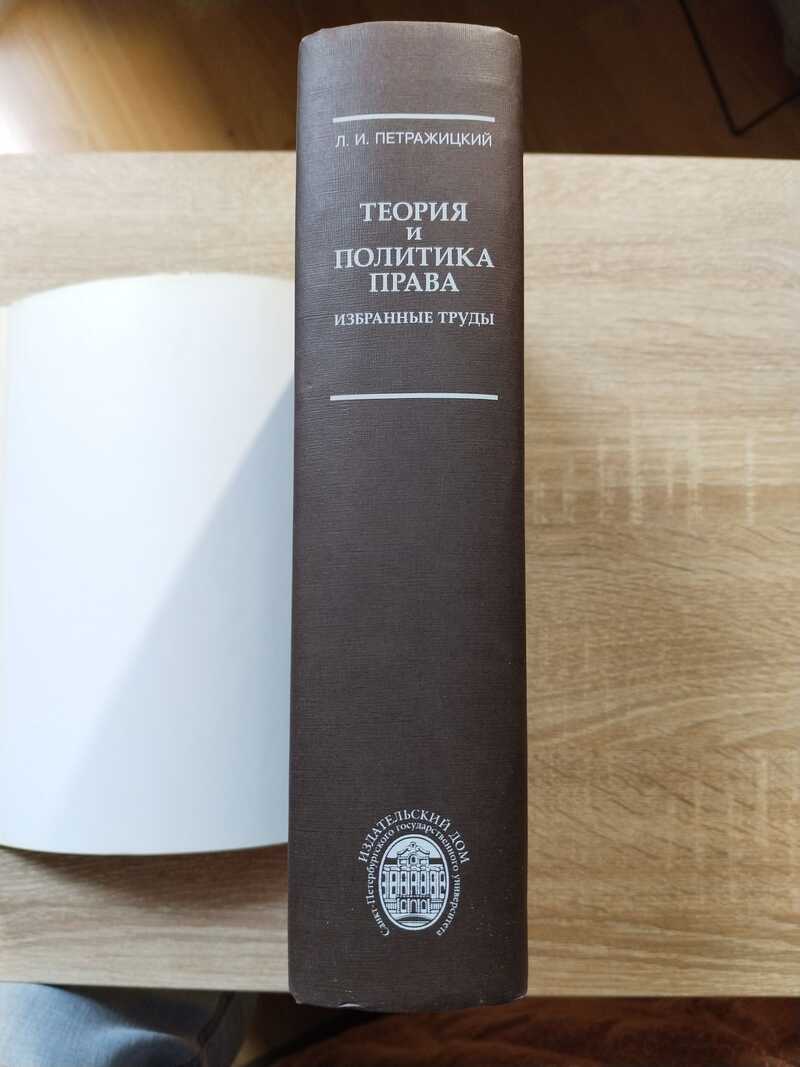 Л. И. ПЕТРАЖИЦКИЙ
ТЕОРИЯ
И
ПОЛИТИКА
ПРАВА
ИЗБРАННЫЕ ТРУДЫ
ИЗДАТЕЛЬСКИЙ ДОМ
Санкт-Петербургского государственного университета